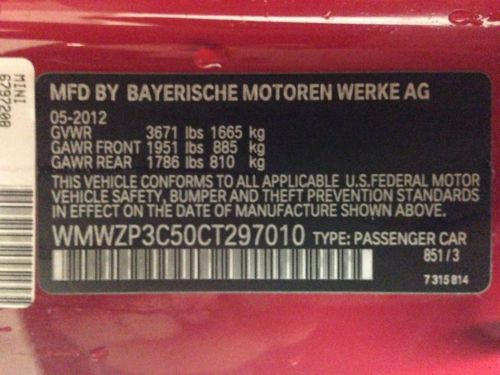 MFD BY BAYERISCHE MOTOREN WERKE AG
05-2012
GVWR 3671 lbs 1665 kg
GAWR FRONT 1951 lbs 885 kg
GAWR REAR 1786 lbs 810 kg
THIS VEHICLE CONFORMS TO ALL APPLICABLE U.S.FEDERAL MOTOR
VEHICLE SAFETY, BUMPER AND THEFT PREVENTION STANDARDS
IN EFFECT ON THE DATE OF MANUFACTURE SHOWN ABOVE.
WMWZP3C50CT297010 TYPE: PASSENGER CAR
851/3
7 315 814
MINI
6797208